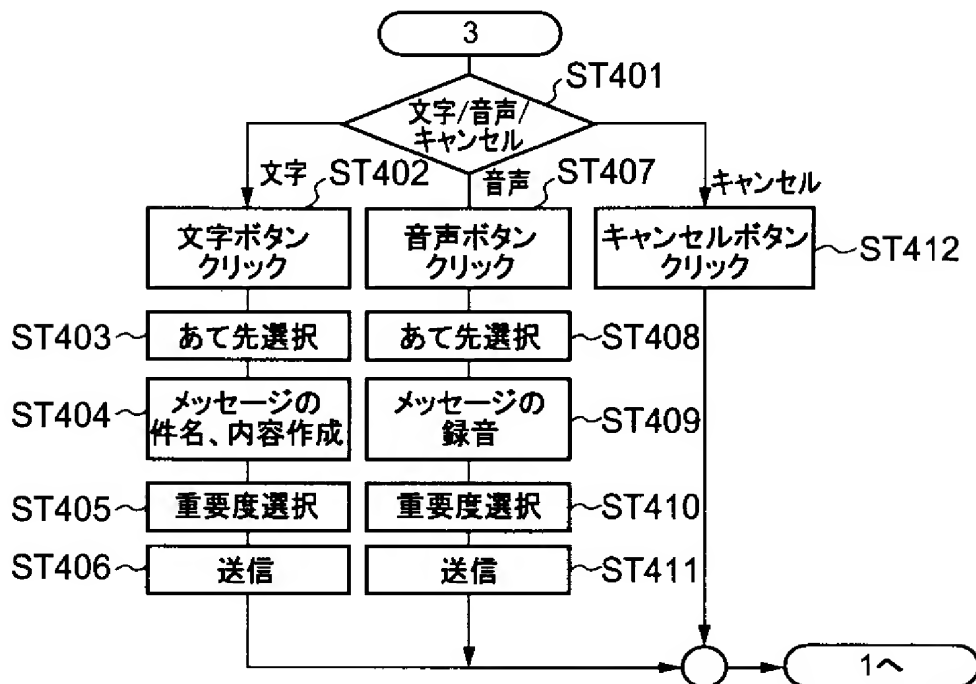 3
ST401
文字/音声/
キャンセル
文字
ST402
音声
ST407
キャンセル
文字ボタン
クリック
音声ボタン
クリック
キャンセルボタン
クリック
ST412
ST403
あて先選択
あて先選択
ST408
ST404
メッセージの
件名、内容作成
メッセージの
録音
ST409
ST405
重要度選択
重要度選択
ST410
ST406
送信
送信
ST411
1へ